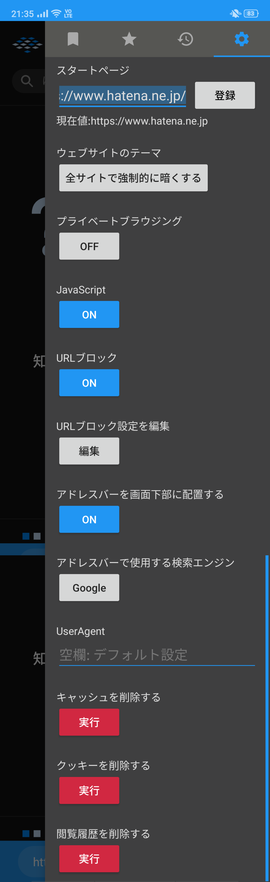 21:35
89
スタートページ
://www.hatena.ne.jp/
登録
現在値:https://www.hatena.ne.jp
ウェブサイトのテーマ
全サイトで強制的に暗くする
プライベートブラウジング
OFF
JavaScript
ON
URLブロック
ON
URLブロック設定を編集
編集
アドレスバーを画面下部に配置する
ON
アドレスバーで使用する検索エンジン
Google
UserAgent
空欄: デフォルト設定
キャッシュを削除する
実行
クッキーを削除する
実行
閲覧履歴を削除する
実行
知
知
htt